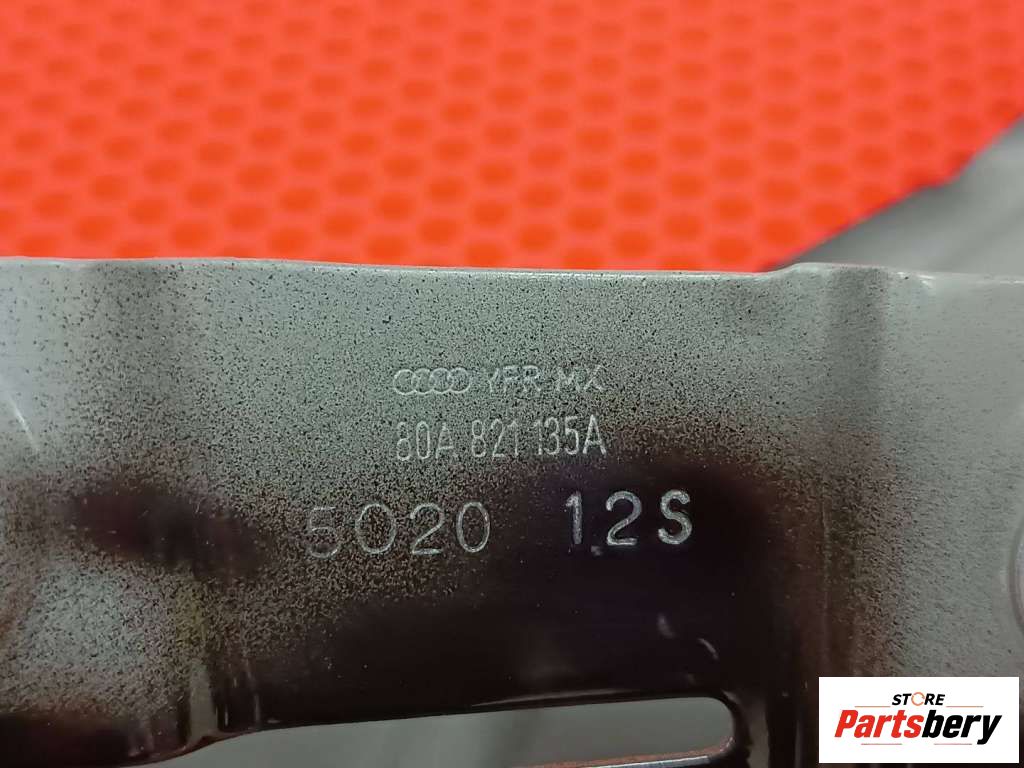 YFR MX
80A 821 135A
5020 12S
STORE
Partsbery